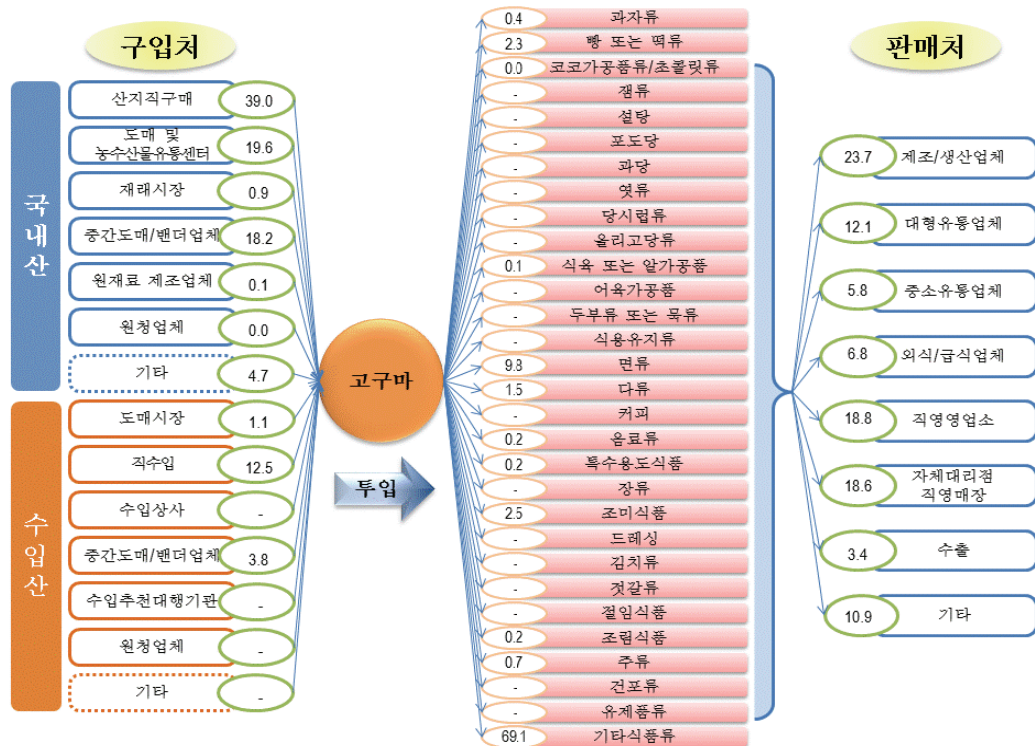 구입처
국내산
산지직구매 39.0
도매 및
농수산물유통센터 19.6
재래시장 0.9
중간도매/밴더업체 18.2
원재료 제조업체 0.1
원청업체 0.0
기타 4.7
수입산
도매시장 1.1
직수입 12.5
수입상사 -
중간도매/밴더업체 3.8
수입추천대행기관 -
원청업체 -
기타 -
고구마
투입
0.4 과자류
2.3 빵 또는 떡류
0.0 코코가공품류/초콜릿류
- 잼류
- 설탕
- 포도당
- 과당
- 엿류
- 당시럽류
- 올리고당류
0.1 식육 또는 알가공품
- 어육가공품
- 두부류 또는 묵류
- 식용유지류
9.8 면류
1.5 다류
- 커피
0.2 음료류
0.2 특수용도식품
- 장류
2.5 조미식품
- 드레싱
- 김치류
- 젓갈류
- 절임식품
0.2 조림식품
0.7 주류
- 건포류
- 유제품류
69.1 기타식품류
판매처
23.7 제조/생산업체
12.1 대형유통업체
5.8 중소유통업체
6.8 외식/급식업체
18.8 직영영업소
18.6 자체대리점
직영매장
3.4 수출
10.9 기타